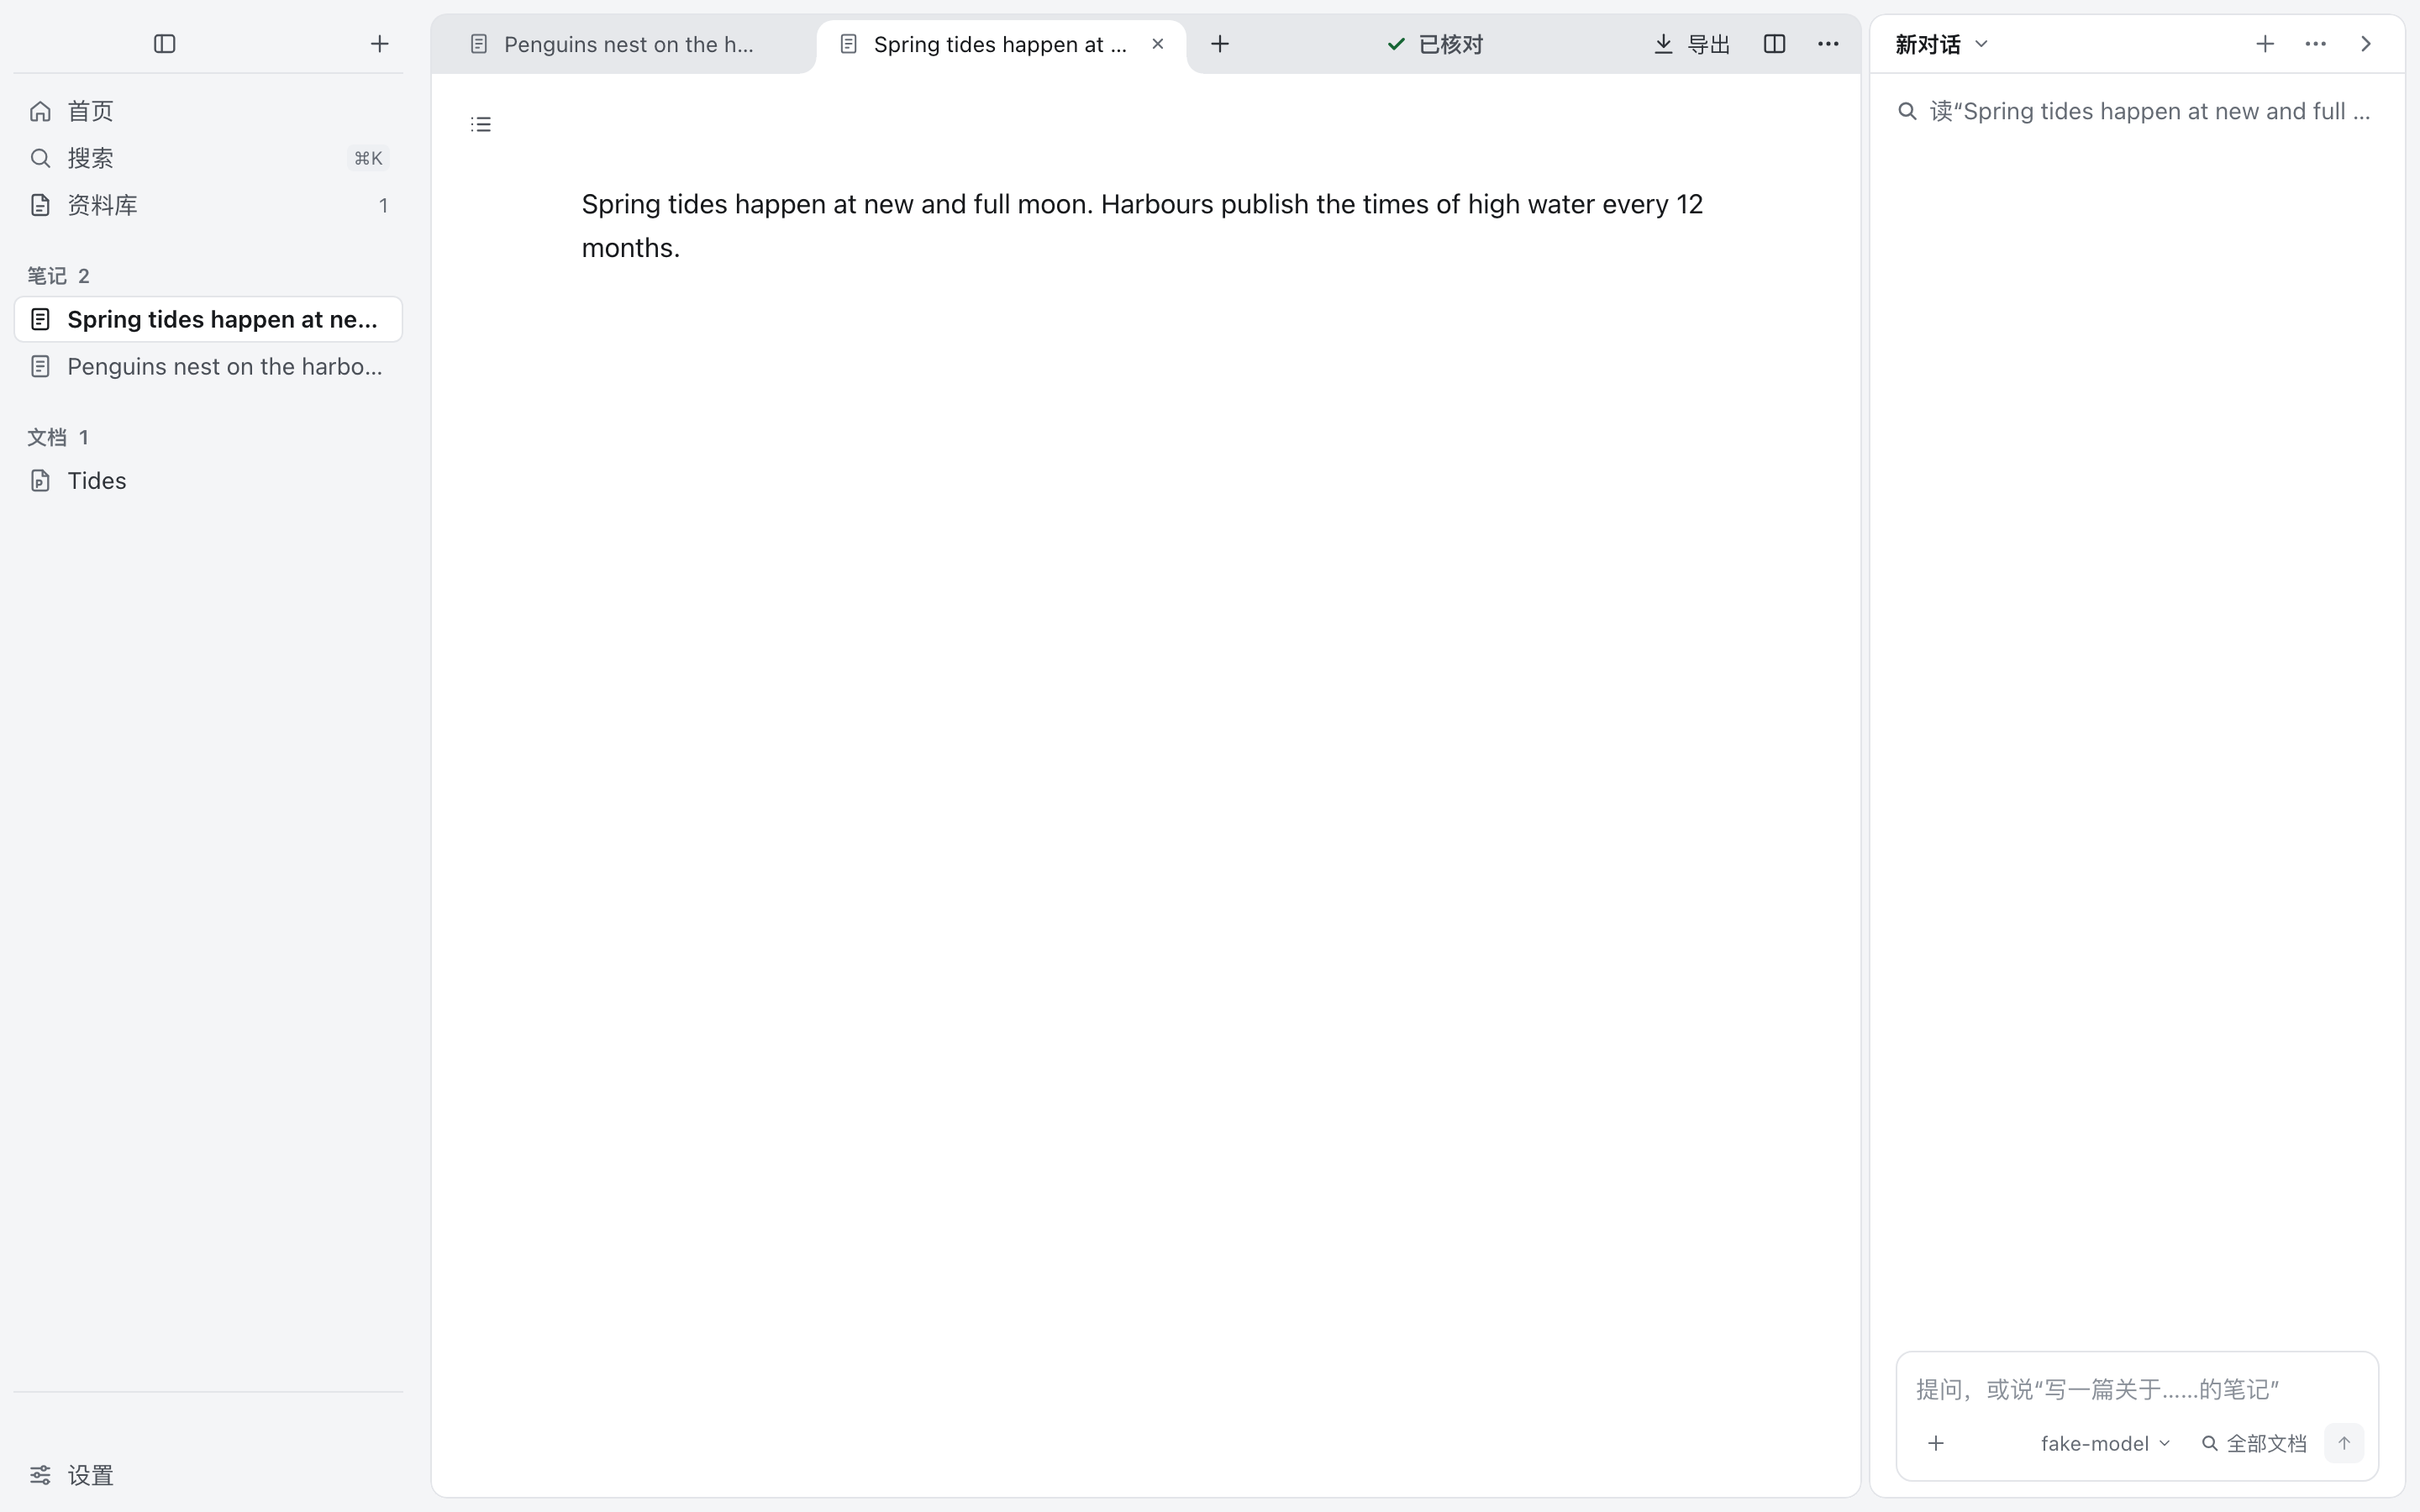 首页
搜索 ⌘K
资料库 1
笔记 2
Spring tides happen at ne...
Penguins nest on the harbo...
文档 1
Tides
设置
Penguins nest on the h...
Spring tides happen at ...
已核对
导出
Spring tides happen at new and full moon. Harbours publish the times of high water every 12
months.
新对话
读“Spring tides happen at new and full ...
提问，或说“写一篇关于……的笔记”
fake-model
全部文档